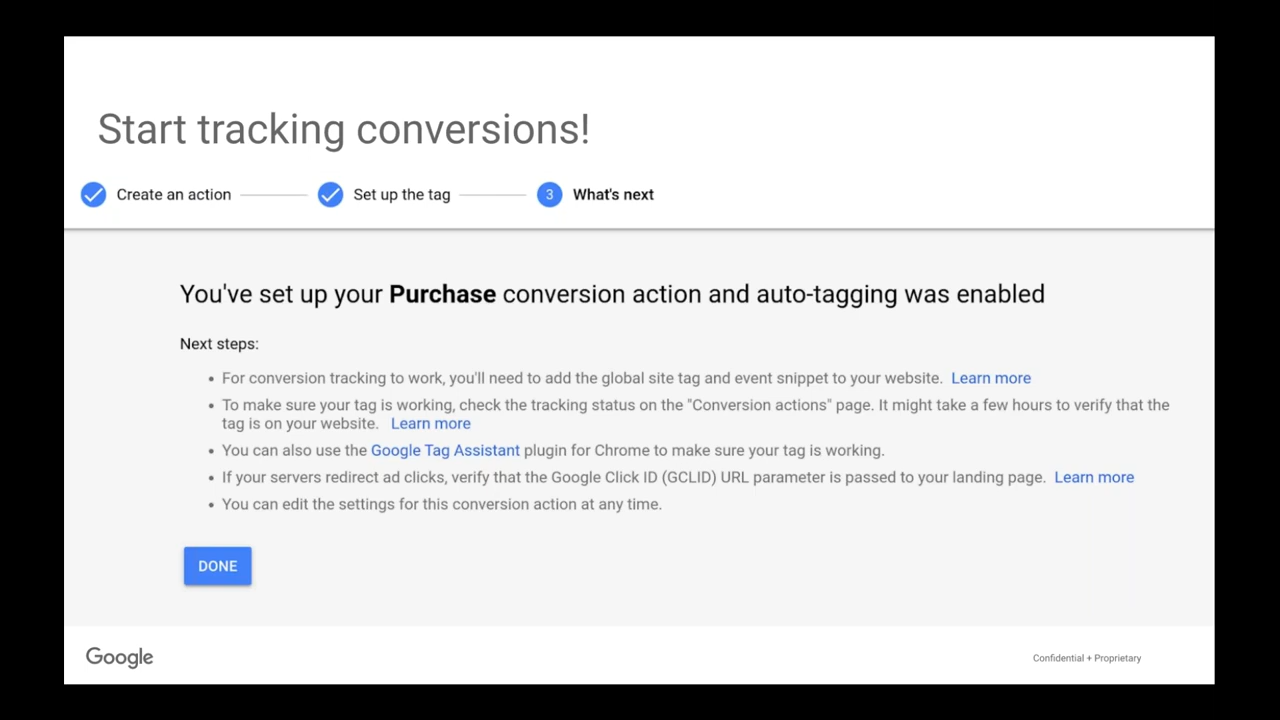 Start tracking conversions!
Create an action
Set up the tag
3 What's next
You've set up your Purchase conversion action and auto-tagging was enabled
Next steps:
• For conversion tracking to work, you'll need to add the global site tag and event snippet to your website. Learn more
• To make sure your tag is working, check the tracking status on the "Conversion actions" page. It might take a few hours to verify that the
tag is on your website. Learn more
• You can also use the Google Tag Assistant plugin for Chrome to make sure your tag is working.
• If your servers redirect ad clicks, verify that the Google Click ID (GCLID) URL parameter is passed to your landing page. Learn more
• You can edit the settings for this conversion action at any time.
DONE
Google
Confidential + Proprietary